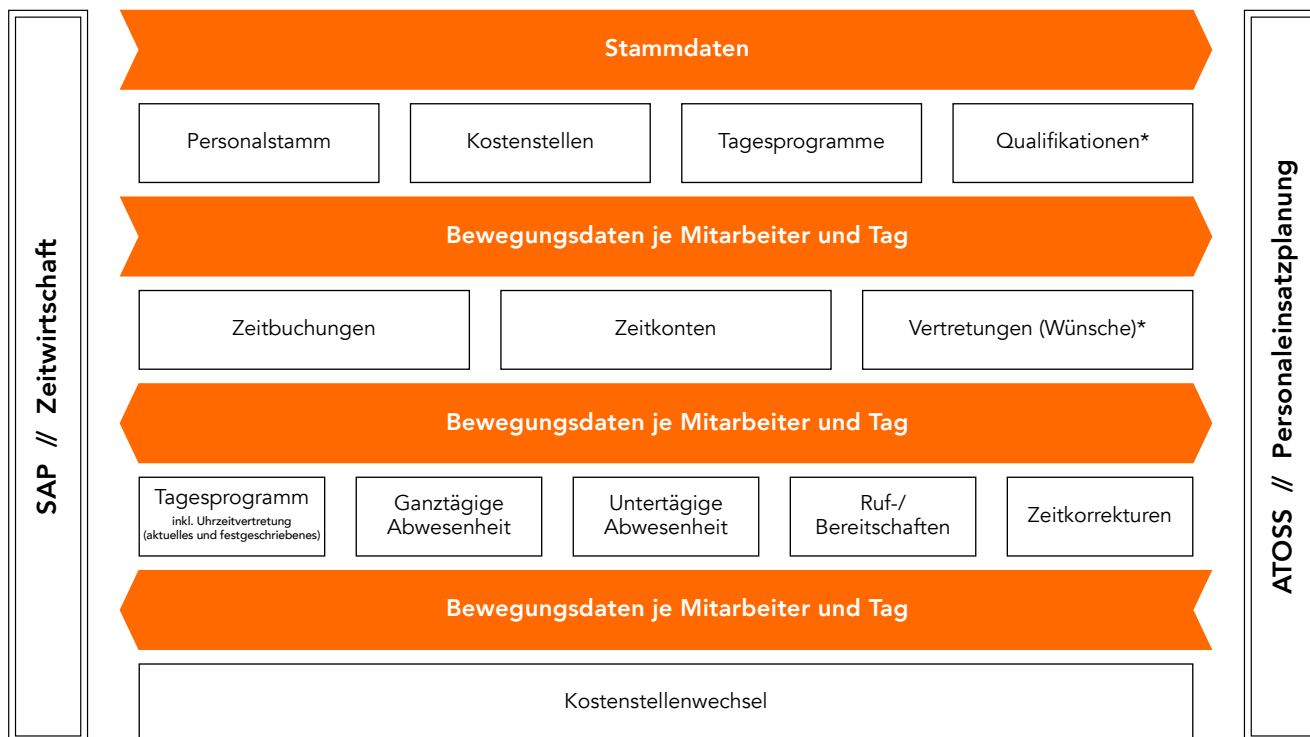 SAP // Zeitwirtschaft
Stammdaten
Personalstamm
Kostenstellen
Tagesprogramme
Qualifikationen*
Bewegungsdaten je Mitarbeiter und Tag
Zeitbuchungen
Zeitkonten
Vertretungen (Wünsche)*
Bewegungsdaten je Mitarbeiter und Tag
Tagesprogramm
inkl. Uhrzeitvertretung
(aktuelles und festgeschriebenes)
Ganztägige
Abwesenheit
Untertägige
Abwesenheit
Ruf-/
Bereitschaften
Zeitkorrekturen
Bewegungsdaten je Mitarbeiter und Tag
Kostenstellenwechsel
ATOSS // Personaleinsatzplanung